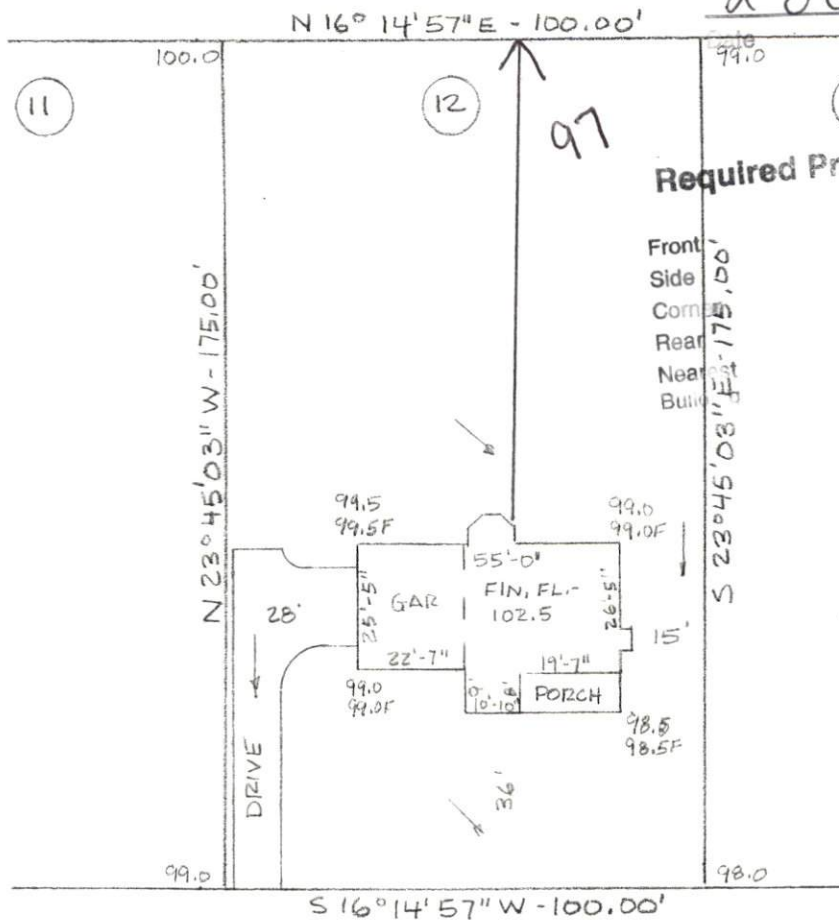 N 16° 14'57" E - 100.00'
Date
100.0
99.0
11
12
97
Required
Front
Side
Rear
Nearest
N 23° 45'03" W - 175.00'
S 23° 45'03" E - 175.00'
99.5
99.5F
99.0
99.0F
55'-0"
28'
25'-5"
GAR
FIN. FL.-
102.5
26'-5"
15'
22'-7"
19'-7"
99.0
99.0F
10'-10"
PORCH
98.5
98.5F
DRIVE
36'
99.0
98.0
S 16° 14'57" W - 100.00'